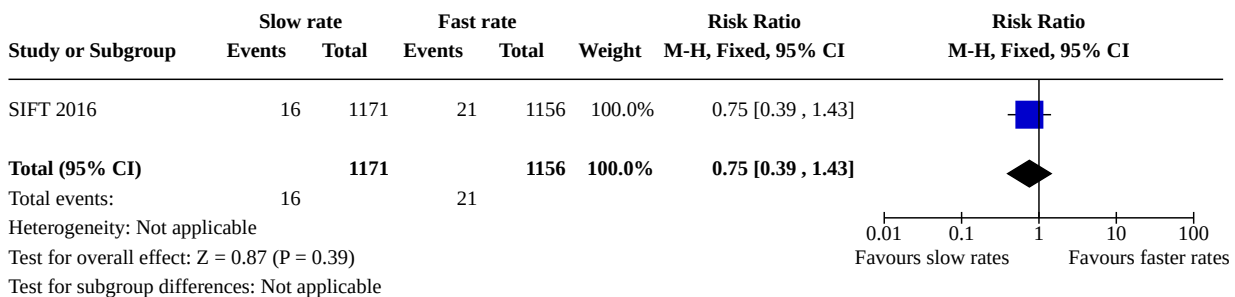 Slow rate Fast rate Risk Ratio Risk Ratio
Study or Subgroup Events Total Events Total Weight M-H, Fixed, 95% CI M-H, Fixed, 95% CI
SIFT 2016 16 1171 21 1156 100.0% 0.75 [0.39 , 1.43]
Total (95% CI) 1171 1156 100.0% 0.75 [0.39 , 1.43]
Total events: 16 21
Heterogeneity: Not applicable
0.01 0.1 1 10 100
Test for overall effect: Z = 0.87 (P = 0.39)
Favours slow rates Favours faster rates
Test for subgroup differences: Not applicable